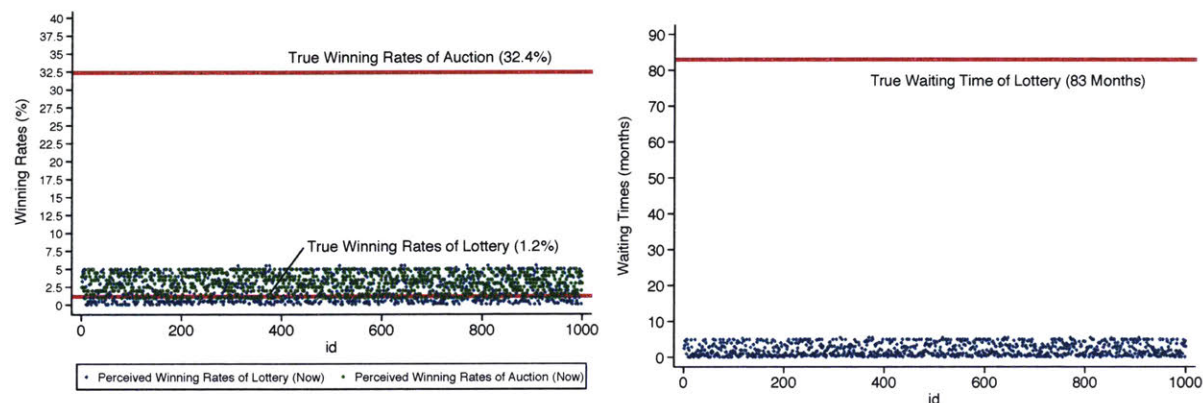 40
37.5
35
32.5
30
27.5
25
22.5
20
17.5
15
12.5
10
7.5
5
2.5
0
Winning Rates (%)
True Winning Rates of Auction (32.4%)
True Winning Rates of Lottery (1.2%)
0 200 400 600 800 1000
id
Perceived Winning Rates of Lottery (Now) Perceived Winning Rates of Auction (Now)
90
80
70
60
50
40
30
20
10
0
Waiting Times (months)
True Waiting Time of Lottery (83 Months)
0 200 400 600 800 1000
id